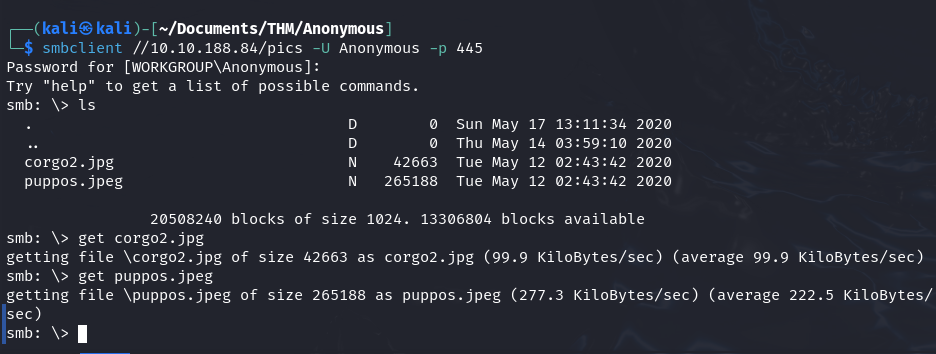 ┌──(kali㉿kali)-[~/Documents/THM/Anonymous]
└─$ smbclient //10.10.188.84/pics -U Anonymous -p 445
Password for [WORKGROUP\Anonymous]:
Try "help" to get a list of possible commands.
smb: \> ls
  .                                   D        0  Sun May 17 13:11:34 2020
  ..                                  D        0  Thu May 14 03:59:10 2020
  corgo2.jpg                          N    42663  Tue May 12 02:43:42 2020
  puppos.jpeg                         N   265188  Tue May 12 02:43:42 2020

                20508240 blocks of size 1024. 13306804 blocks available
smb: \> get corgo2.jpg
getting file \corgo2.jpg of size 42663 as corgo2.jpg (99.9 KiloBytes/sec) (average 99.9 KiloBytes/sec)
smb: \> get puppos.jpeg
getting file \puppos.jpeg of size 265188 as puppos.jpeg (277.3 KiloBytes/sec) (average 222.5 KiloBytes/
sec)
smb: \>